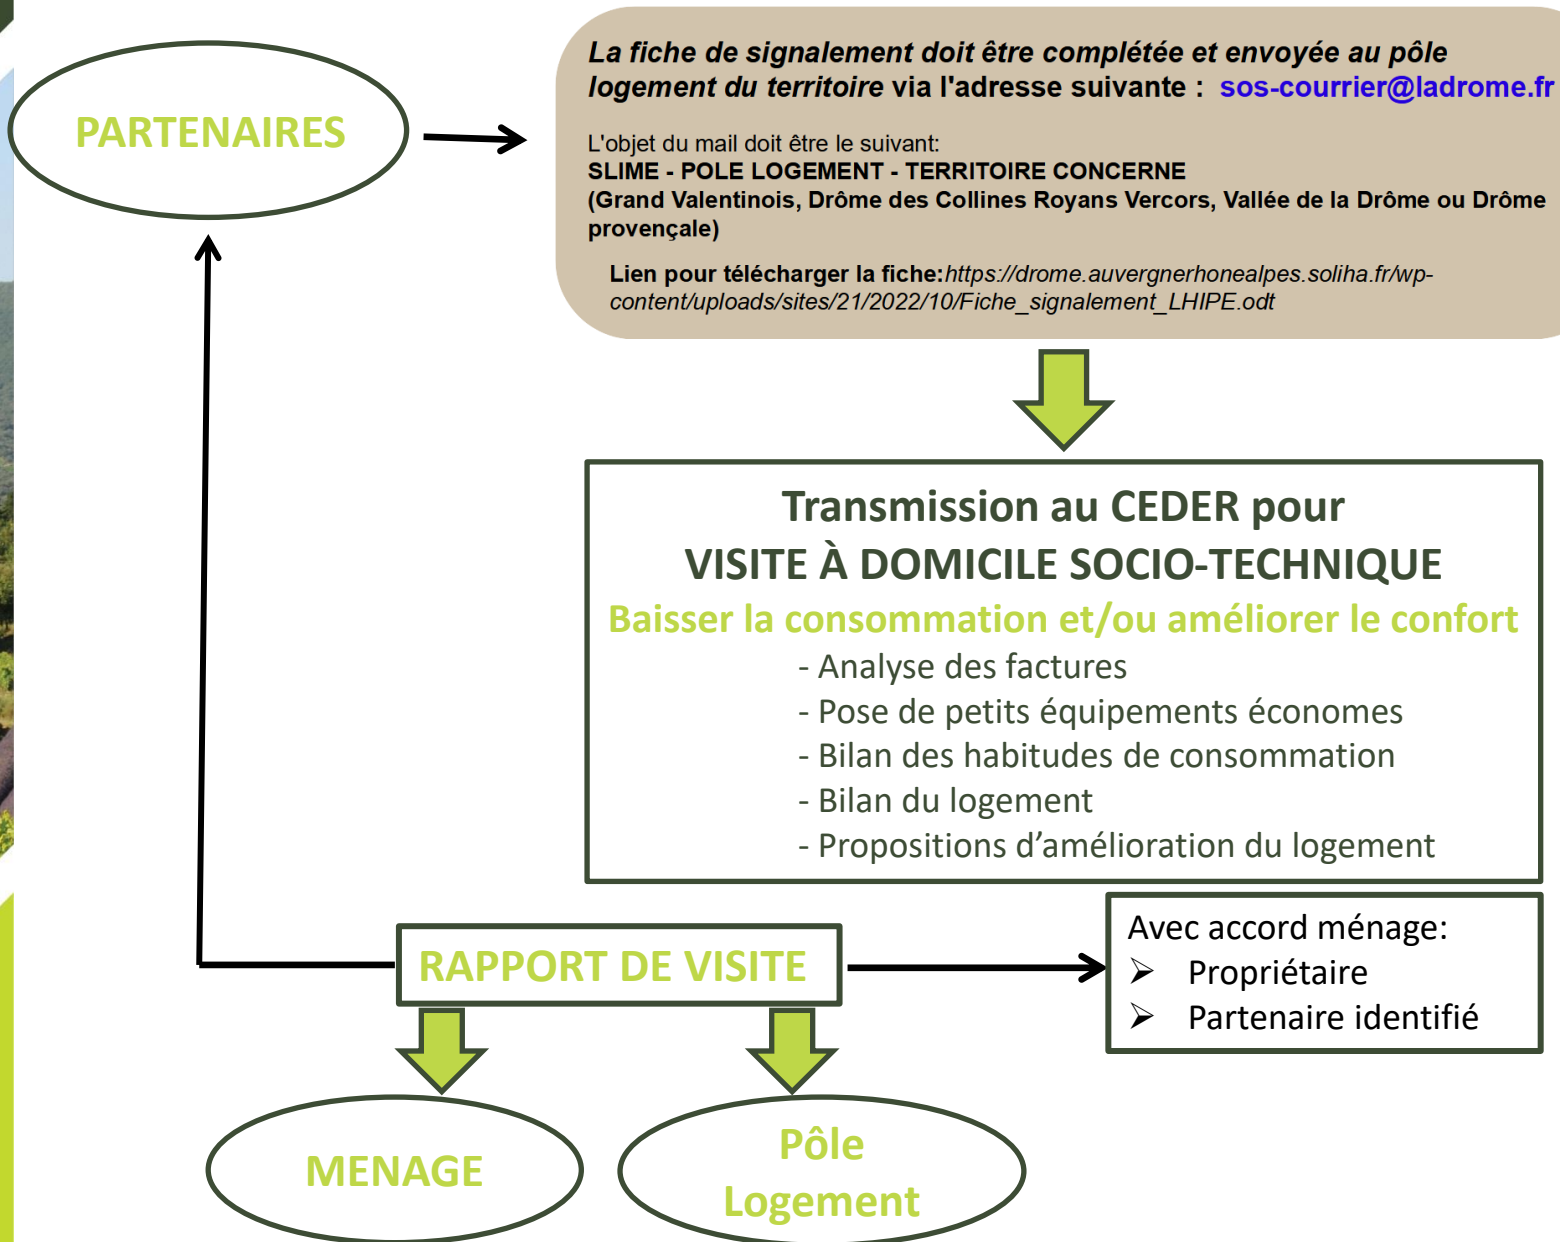 PARTENAIRES
La fiche de signalement doit être complétée et envoyée au pôle
logement du territoire via l'adresse suivante : sos-courrier@ladrome.fr
L'objet du mail doit être le suivant:
SLIME - POLE LOGEMENT - TERRITOIRE CONCERNE
(Grand Valentinois, Drôme des Collines Royans Vercors, Vallée de la Drôme ou Drôme
provençale)
Lien pour télécharger la fiche:https://drome.auvergnerhonealpes.soliha.fr/wp-
content/uploads/sites/21/2022/10/Fiche_signalement_LHIPE.odt
Transmission au CEDER pour
VISITE À DOMICILE SOCIO-TECHNIQUE
Baisser la consommation et/ou améliorer le confort
- Analyse des factures
- Pose de petits équipements économes
- Bilan des habitudes de consommation
- Bilan du logement
- Propositions d’amélioration du logement
RAPPORT DE VISITE
Avec accord ménage:
➢ Propriétaire
➢ Partenaire identifié
MENAGE
Pôle
Logement